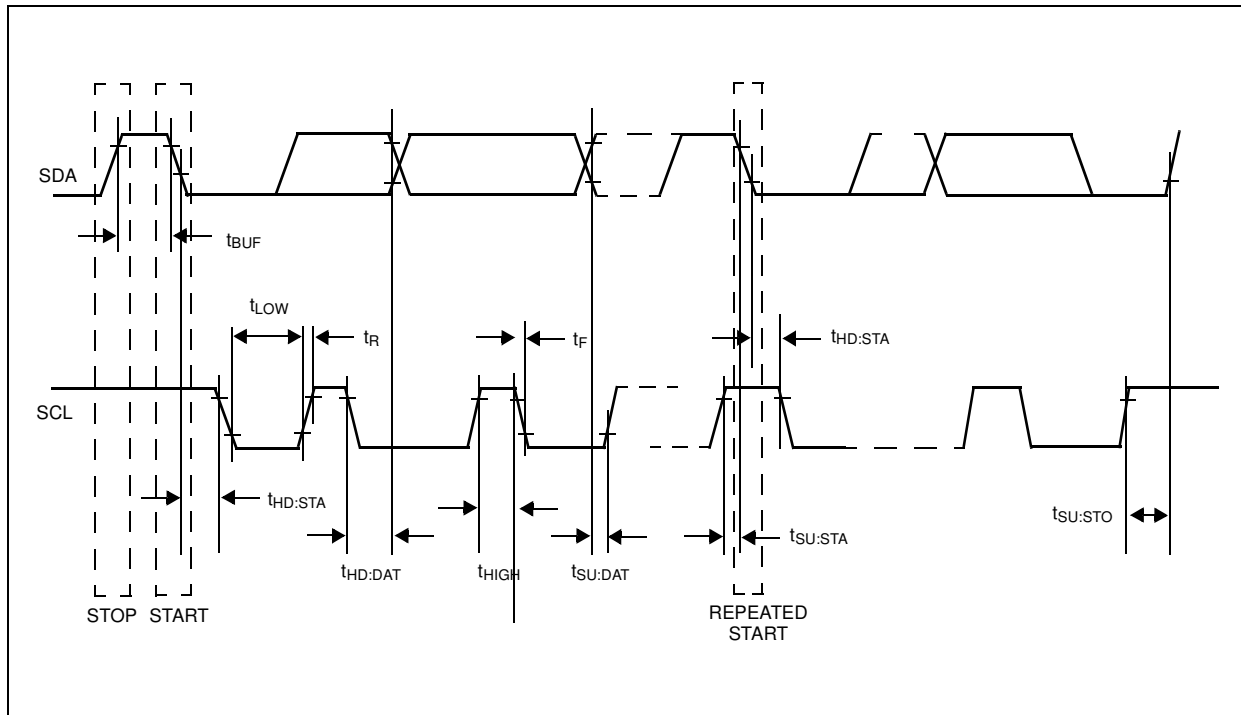 SDA
tBUF
tLOW
tR
tF
tHD:STA
SCL
tHD:STA
tSU:STA
tSU:STO
tHD:DAT
tHIGH
tSU:DAT
STOP
START
REPEATED
START